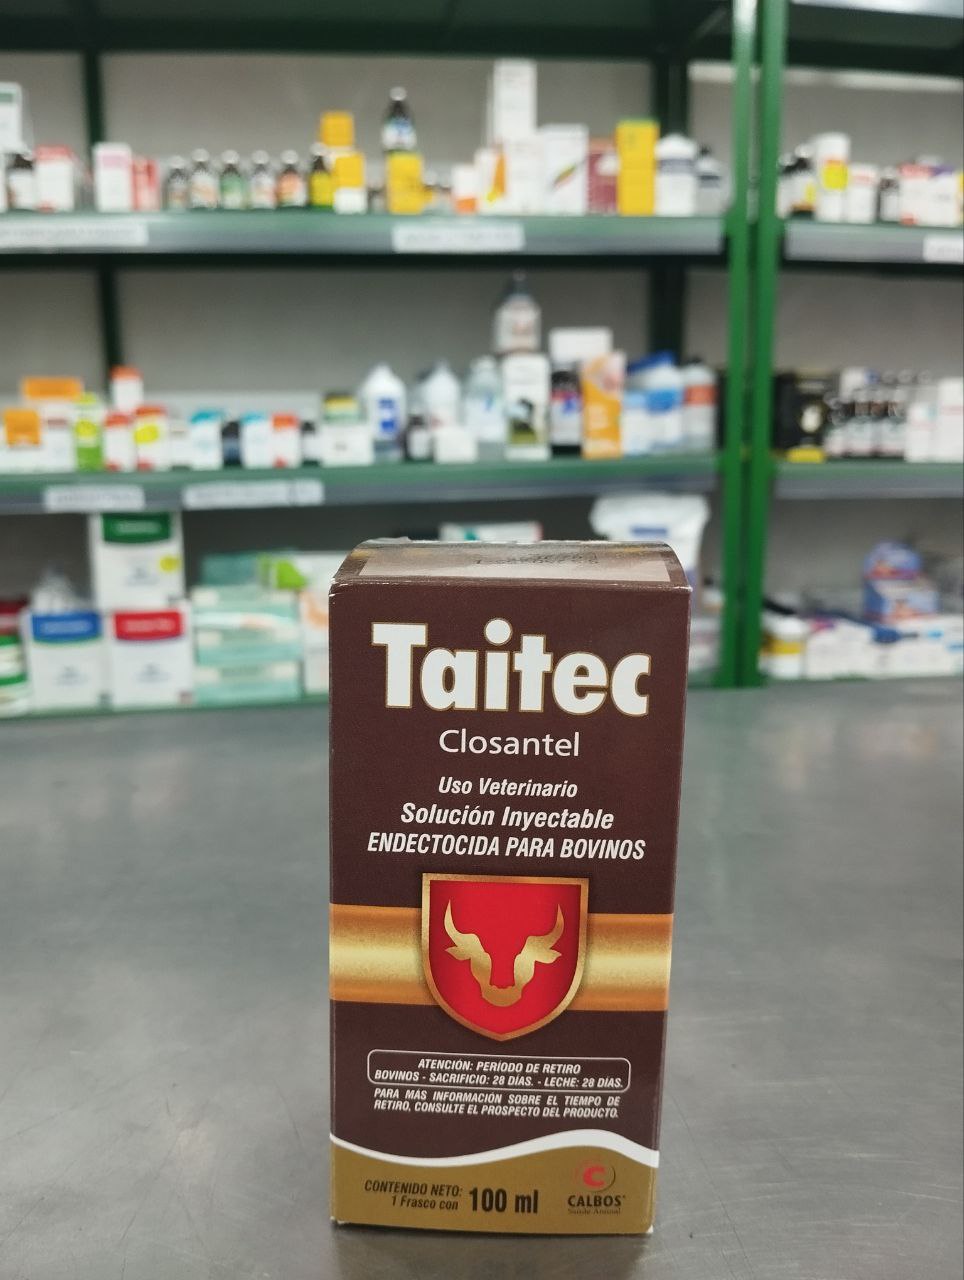 Taitec
Closantel
Uso Veterinario
Solución Inyectable
ENDECTOCIDA PARA BOVINOS
ATENCIÓN: PERÍODO DE RETIRO
BOVINOS - SACRIFICIO: 28 DÍAS. - LECHE: 28 DÍAS.
PARA MÁS INFORMACIÓN SOBRE EL TIEMPO DE
RETIRO, CONSULTE EL PROSPECTO DEL PRODUCTO.
CONTENIDO NETO:
1 Frasco con 100 ml
C
CALBOS
Saúde Animal